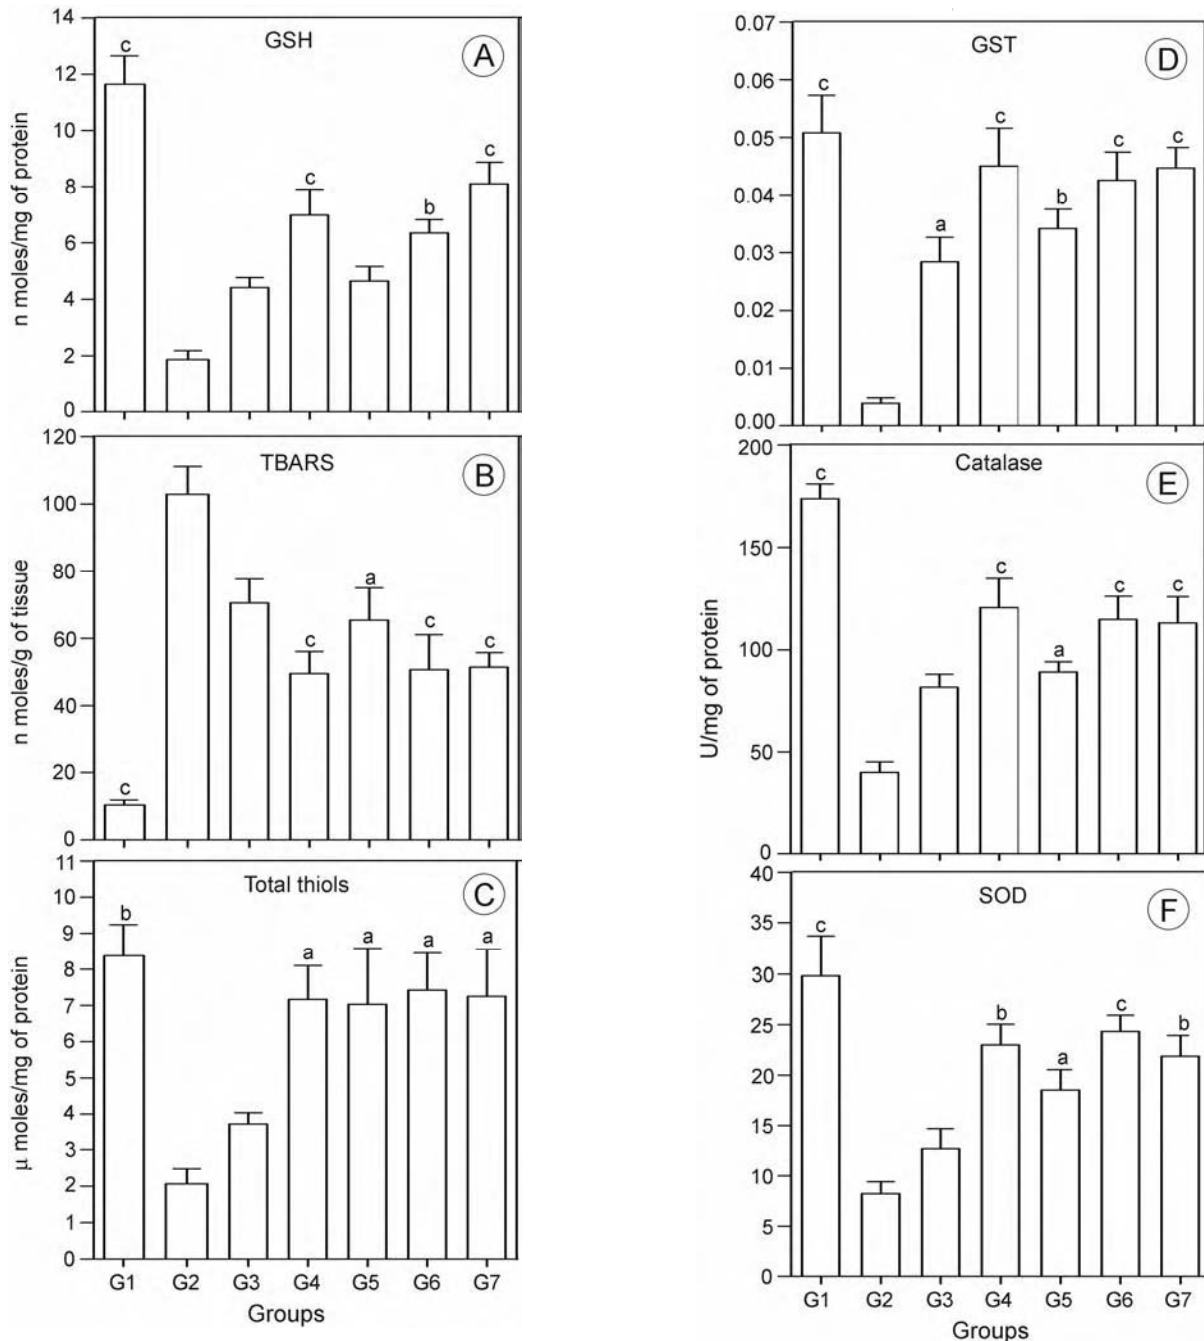 GSH
A
n moles/mg of protein
14
12
10
8
6
4
2
0
c
c
b
c
TBARS
B
n moles/g of tissue
120
100
80
60
40
20
0
c
c
a
c
c
Total thiols
C
μ moles/mg of protein
11
10
9
8
7
6
5
4
3
2
1
0
b
a
a
a
a
G1 G2 G3 G4 G5 G6 G7
Groups
GST
D
0.07
0.06
0.05
0.04
0.03
0.02
0.01
0.00
c
a
c
b
c
c
Catalase
E
U/mg of protein
200
150
100
50
0
c
c
a
c
c
SOD
F
40
35
30
25
20
15
10
5
0
c
b
a
c
b
G1 G2 G3 G4 G5 G6 G7
Groups